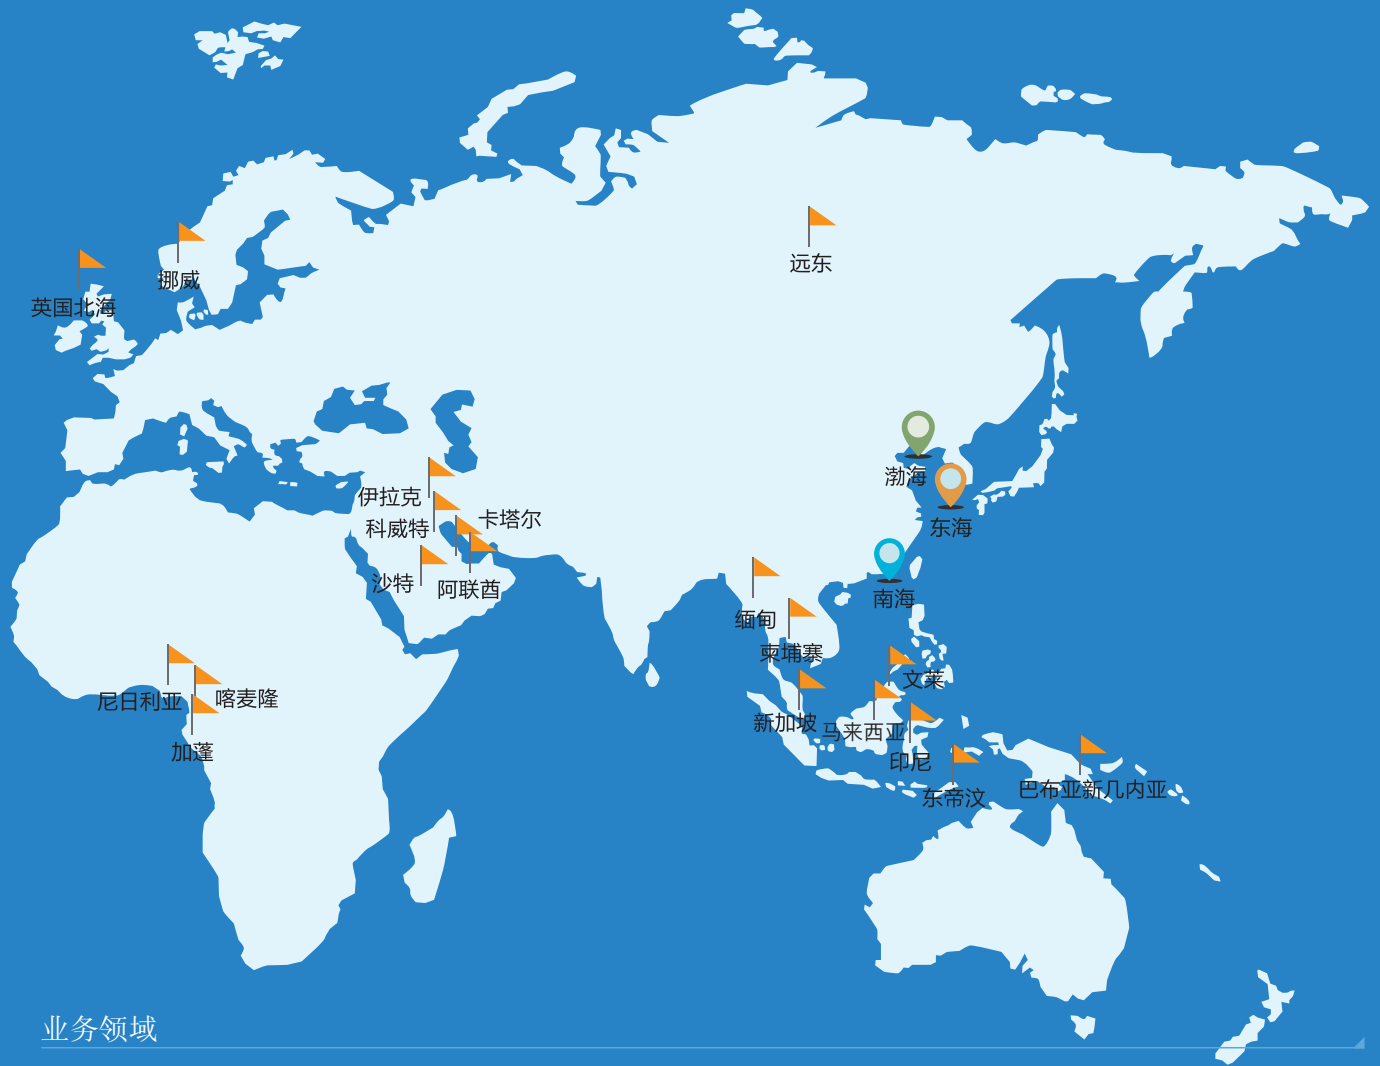 远东
挪威
英国北海
渤海
伊拉克
卡塔尔
科威特
东海
沙特
阿联酋
南海
缅甸
柬埔寨
文莱
尼日利亚
喀麦隆
新加坡
马来西亚
加蓬
印尼
东帝汶
巴布亚新几内亚
业务领域